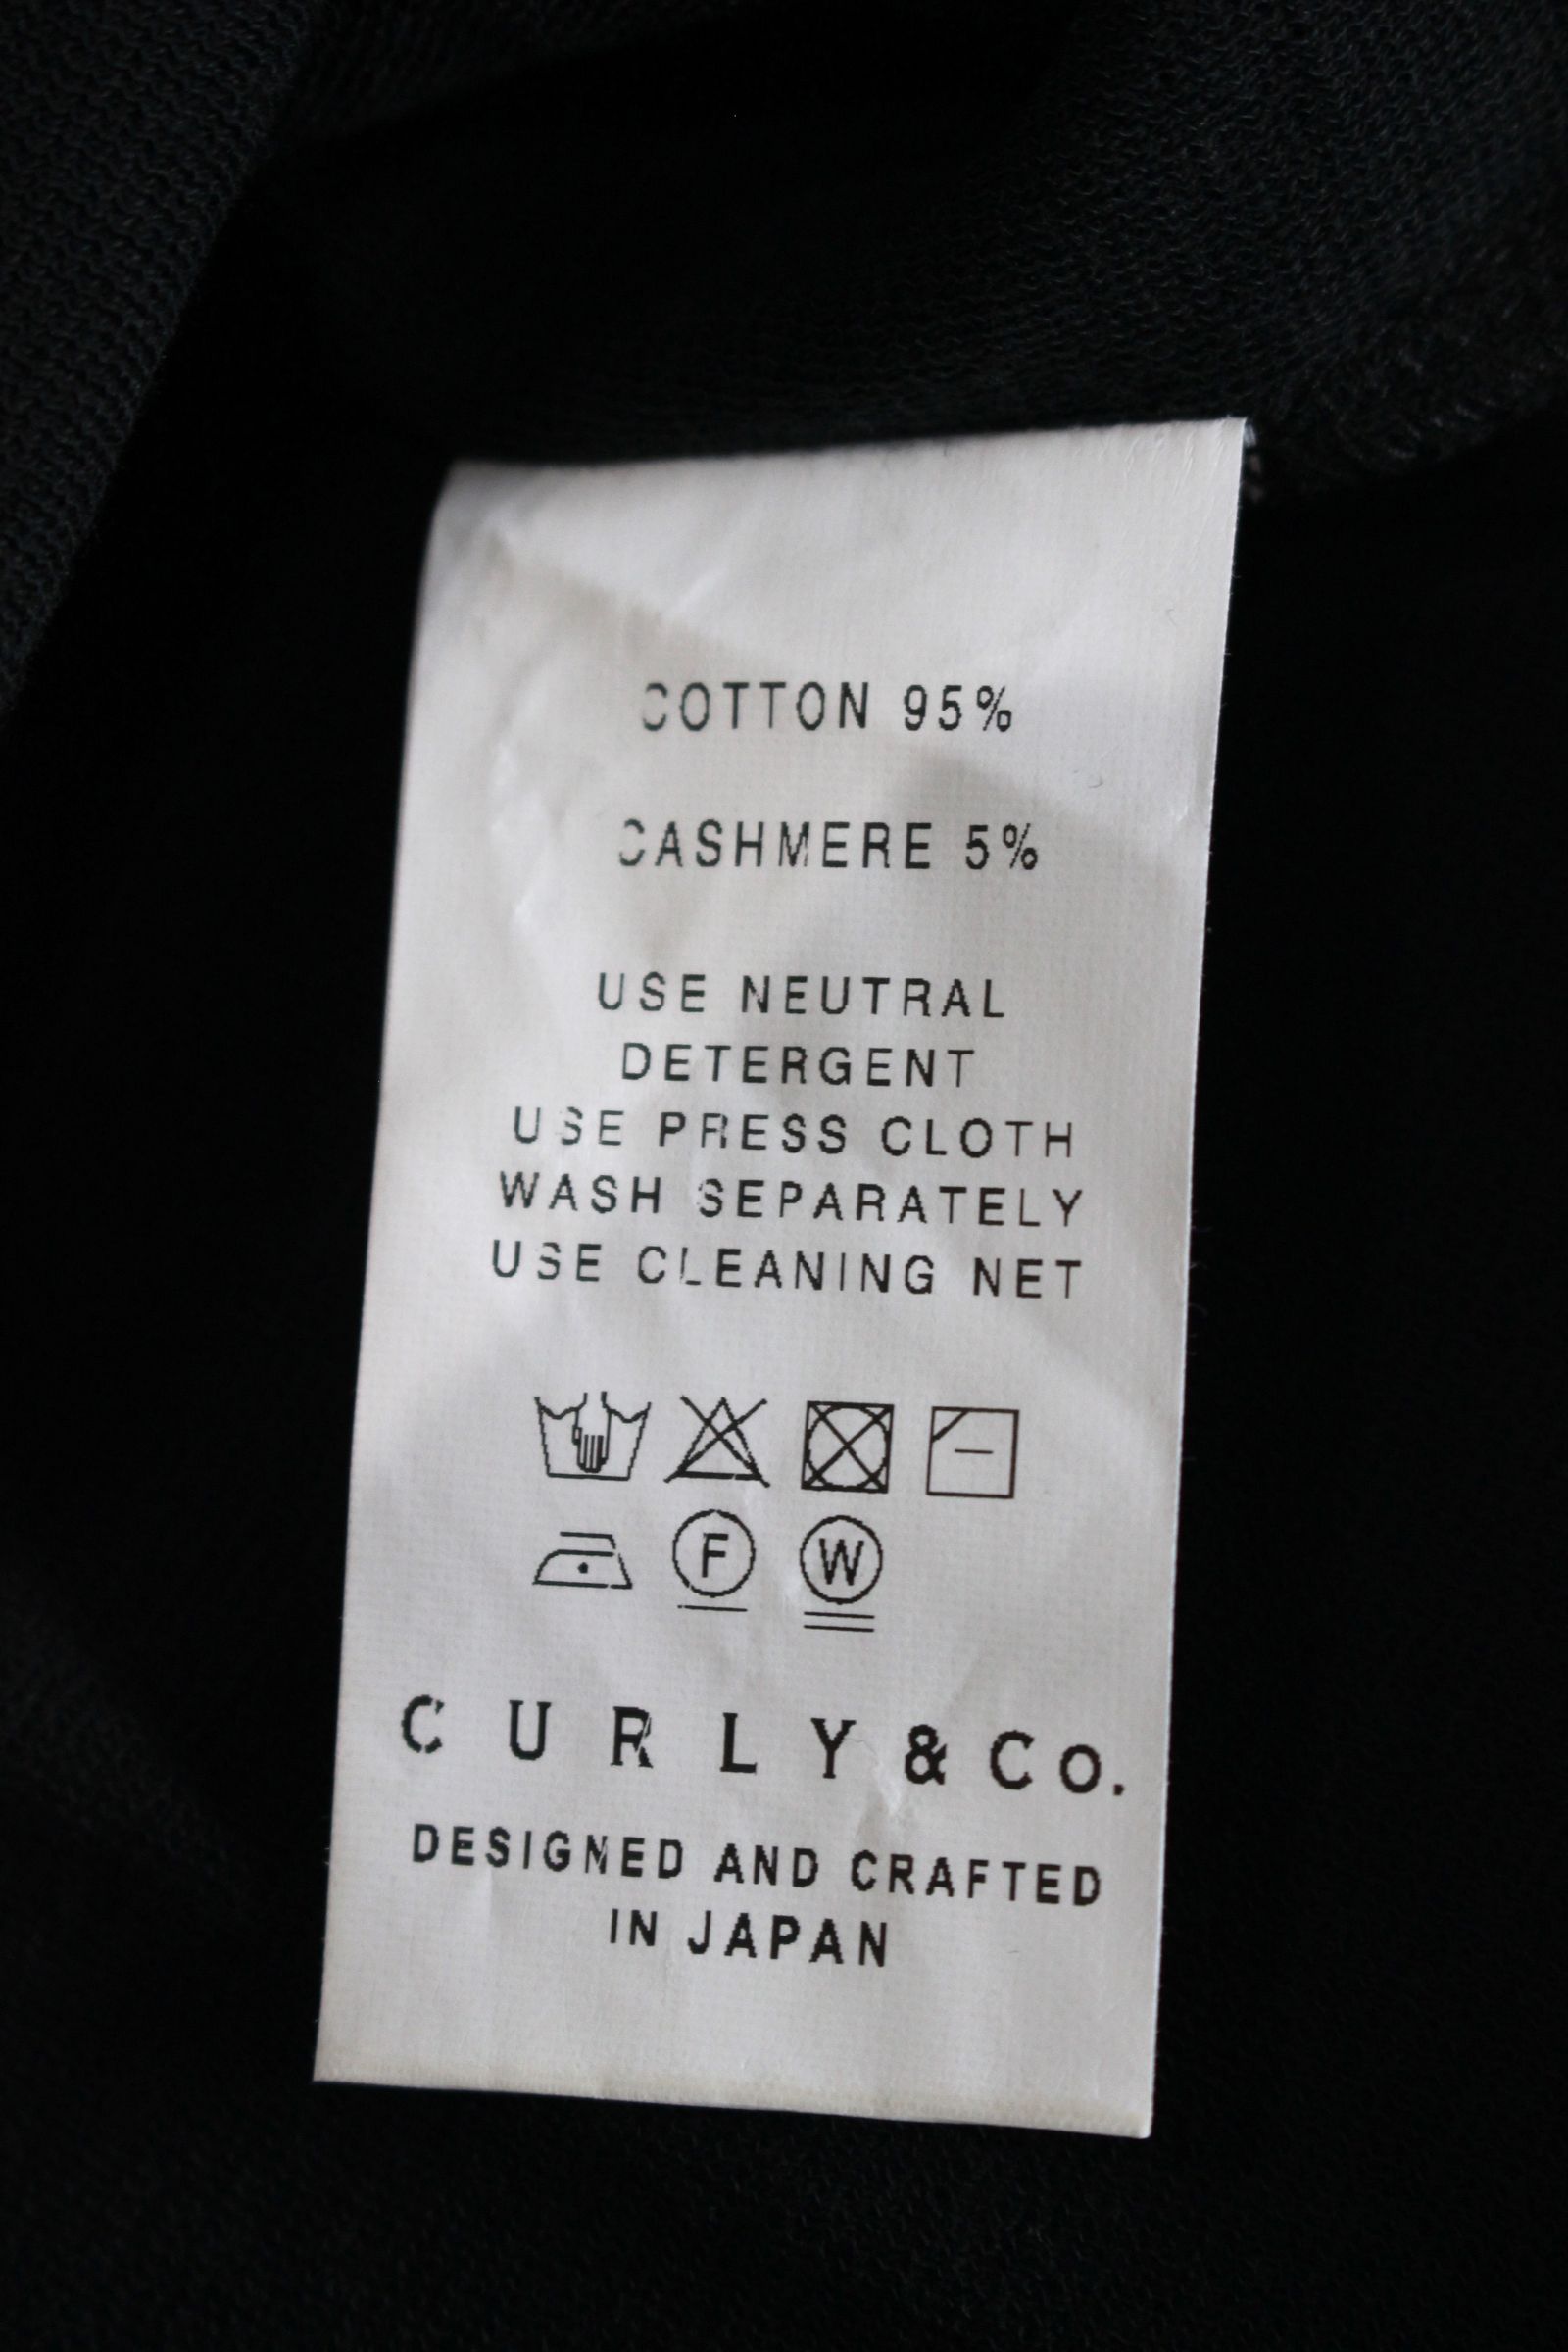 COTTON 95%
CASHMERE 5%
USE NEUTRAL
DETERGENT
USE PRESS CLOTH
WASH SEPARATELY
USE CLEANING NET
F W
CURLY & Co.
DESIGNED AND CRAFTED
IN JAPAN